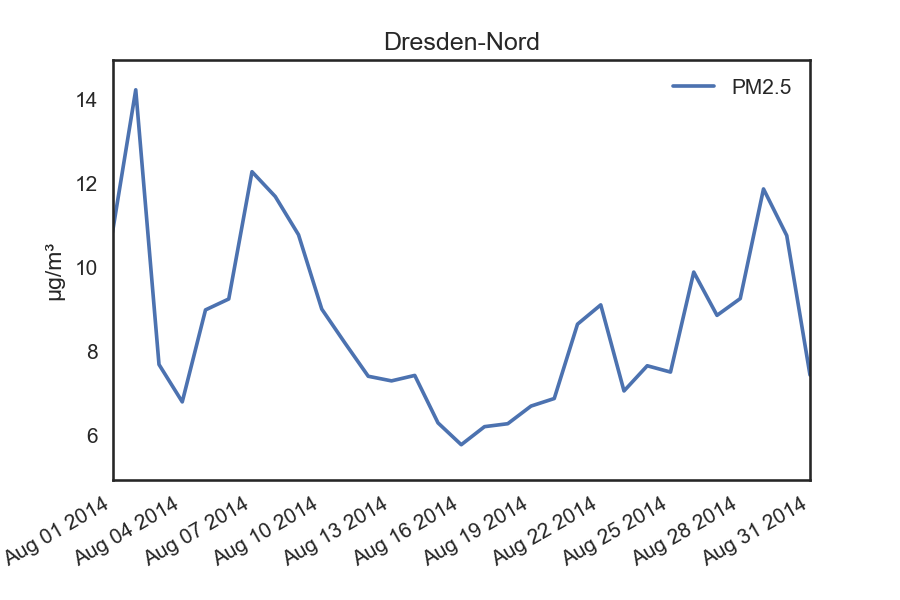 Dresden-Nord
PM2.5
µg/m³
14
12
10
8
6
Aug 01 2014
Aug 04 2014
Aug 07 2014
Aug 10 2014
Aug 13 2014
Aug 16 2014
Aug 19 2014
Aug 22 2014
Aug 25 2014
Aug 28 2014
Aug 31 2014